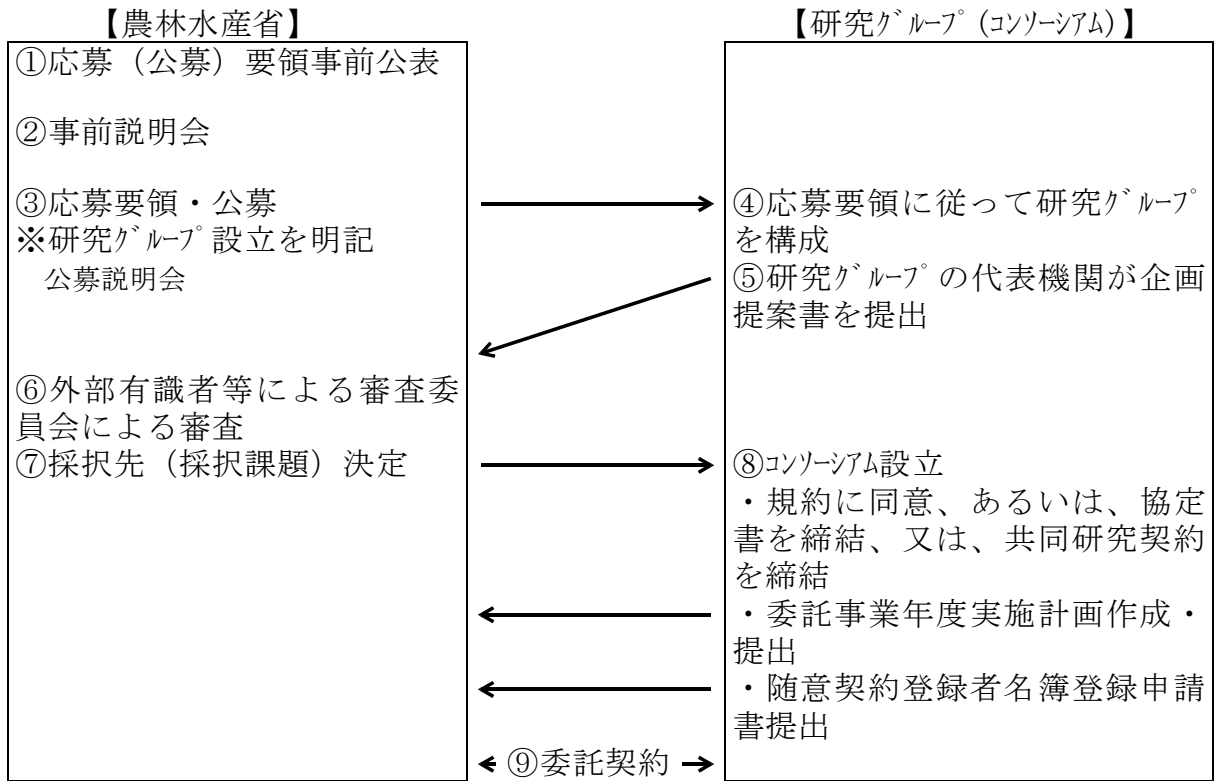 【農林水産省】
①応募（公募）要領事前公表
②事前説明会
③応募要領・公募
※研究ｸﾞﾙｰﾌﾟ設立を明記
公募説明会
⑥外部有識者等による審査委
員会による審査
⑦採択先（採択課題）決定
【研究ｸﾞﾙｰﾌﾟ(ｺﾝｿｰｼｱﾑ)】
④応募要領に従って研究ｸﾞﾙｰﾌﾟ
を構成
⑤研究ｸﾞﾙｰﾌﾟの代表機関が企画
提案書を提出
⑧ｺﾝｿｰｼｱﾑ設立
・規約に同意、あるいは、協定
書を締結、又は、共同研究契約
を締結
・委託事業年度実施計画作成・
提出
・随意契約登録者名簿登録申請
書提出
⑨委託契約